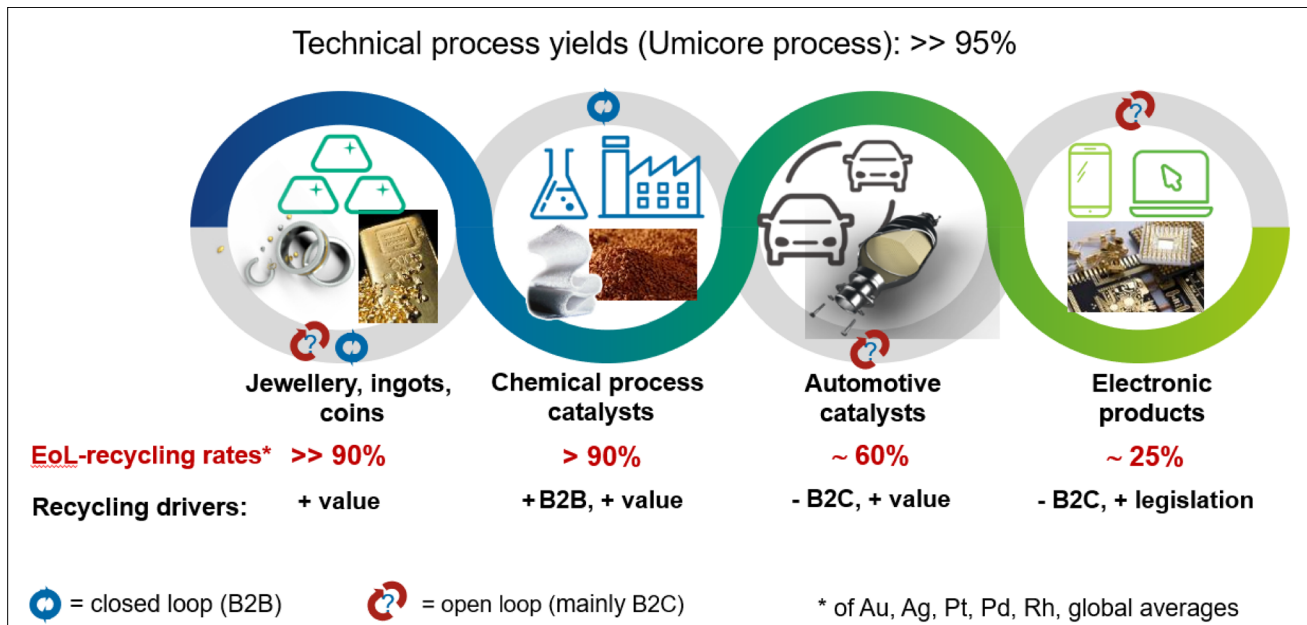 Technical process yields (Umicore process): >> 95%
?
?
?
?
Jewellery, ingots,
coins
Chemical process
catalysts
Automotive
catalysts
Electronic
products
EoL-recycling rates* >> 90% > 90% ~ 60% ~ 25%
Recycling drivers: + value + B2B, + value - B2C, + value - B2C, + legislation
= closed loop (B2B)
? = open loop (mainly B2C)
* of Au, Ag, Pt, Pd, Rh, global averages